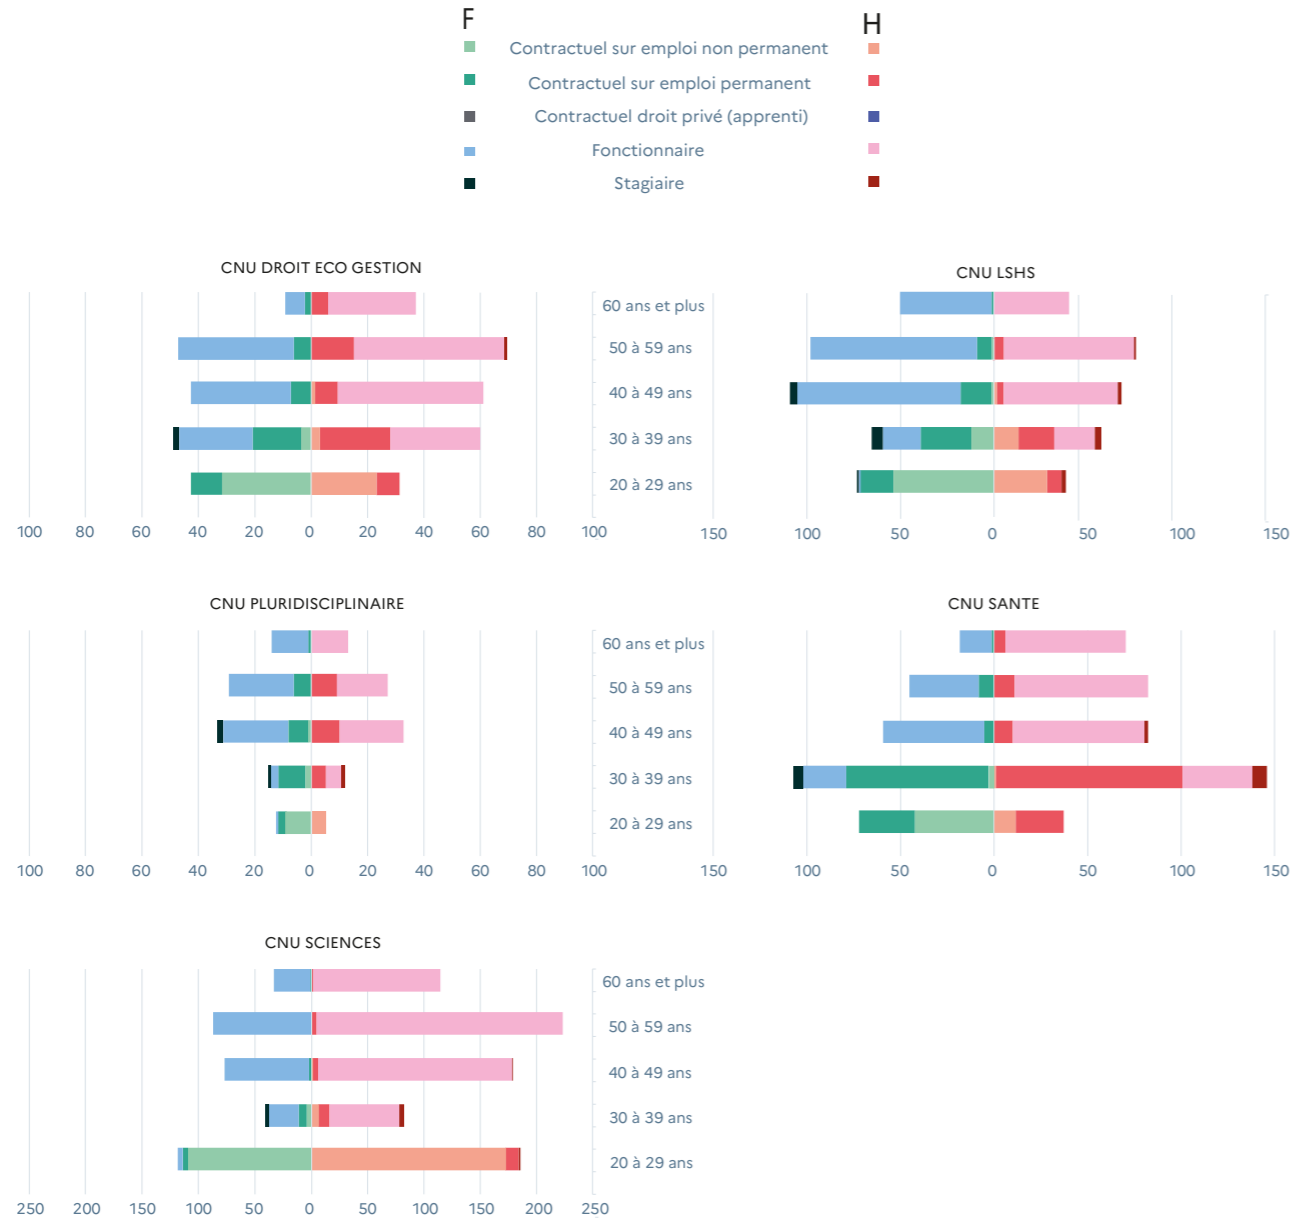 F H
Contractuel sur emploi non permanent
Contractuel sur emploi permanent
Contractuel droit privé (apprenti)
Fonctionnaire
Stagiaire
CNU DROIT ECO GESTION
60 ans et plus
50 à 59 ans
40 à 49 ans
30 à 39 ans
20 à 29 ans
100 80 60 40 20 0 20 40 60 80 100
CNU LSHS
150 100 50 0 50 100 150
CNU PLURIDISCIPLINAIRE
60 ans et plus
50 à 59 ans
40 à 49 ans
30 à 39 ans
20 à 29 ans
100 80 60 40 20 0 20 40 60 80 100
CNU SANTE
150 100 50 0 50 100 150
CNU SCIENCES
60 ans et plus
50 à 59 ans
40 à 49 ans
30 à 39 ans
20 à 29 ans
250 200 150 100 50 0 50 100 150 200 250